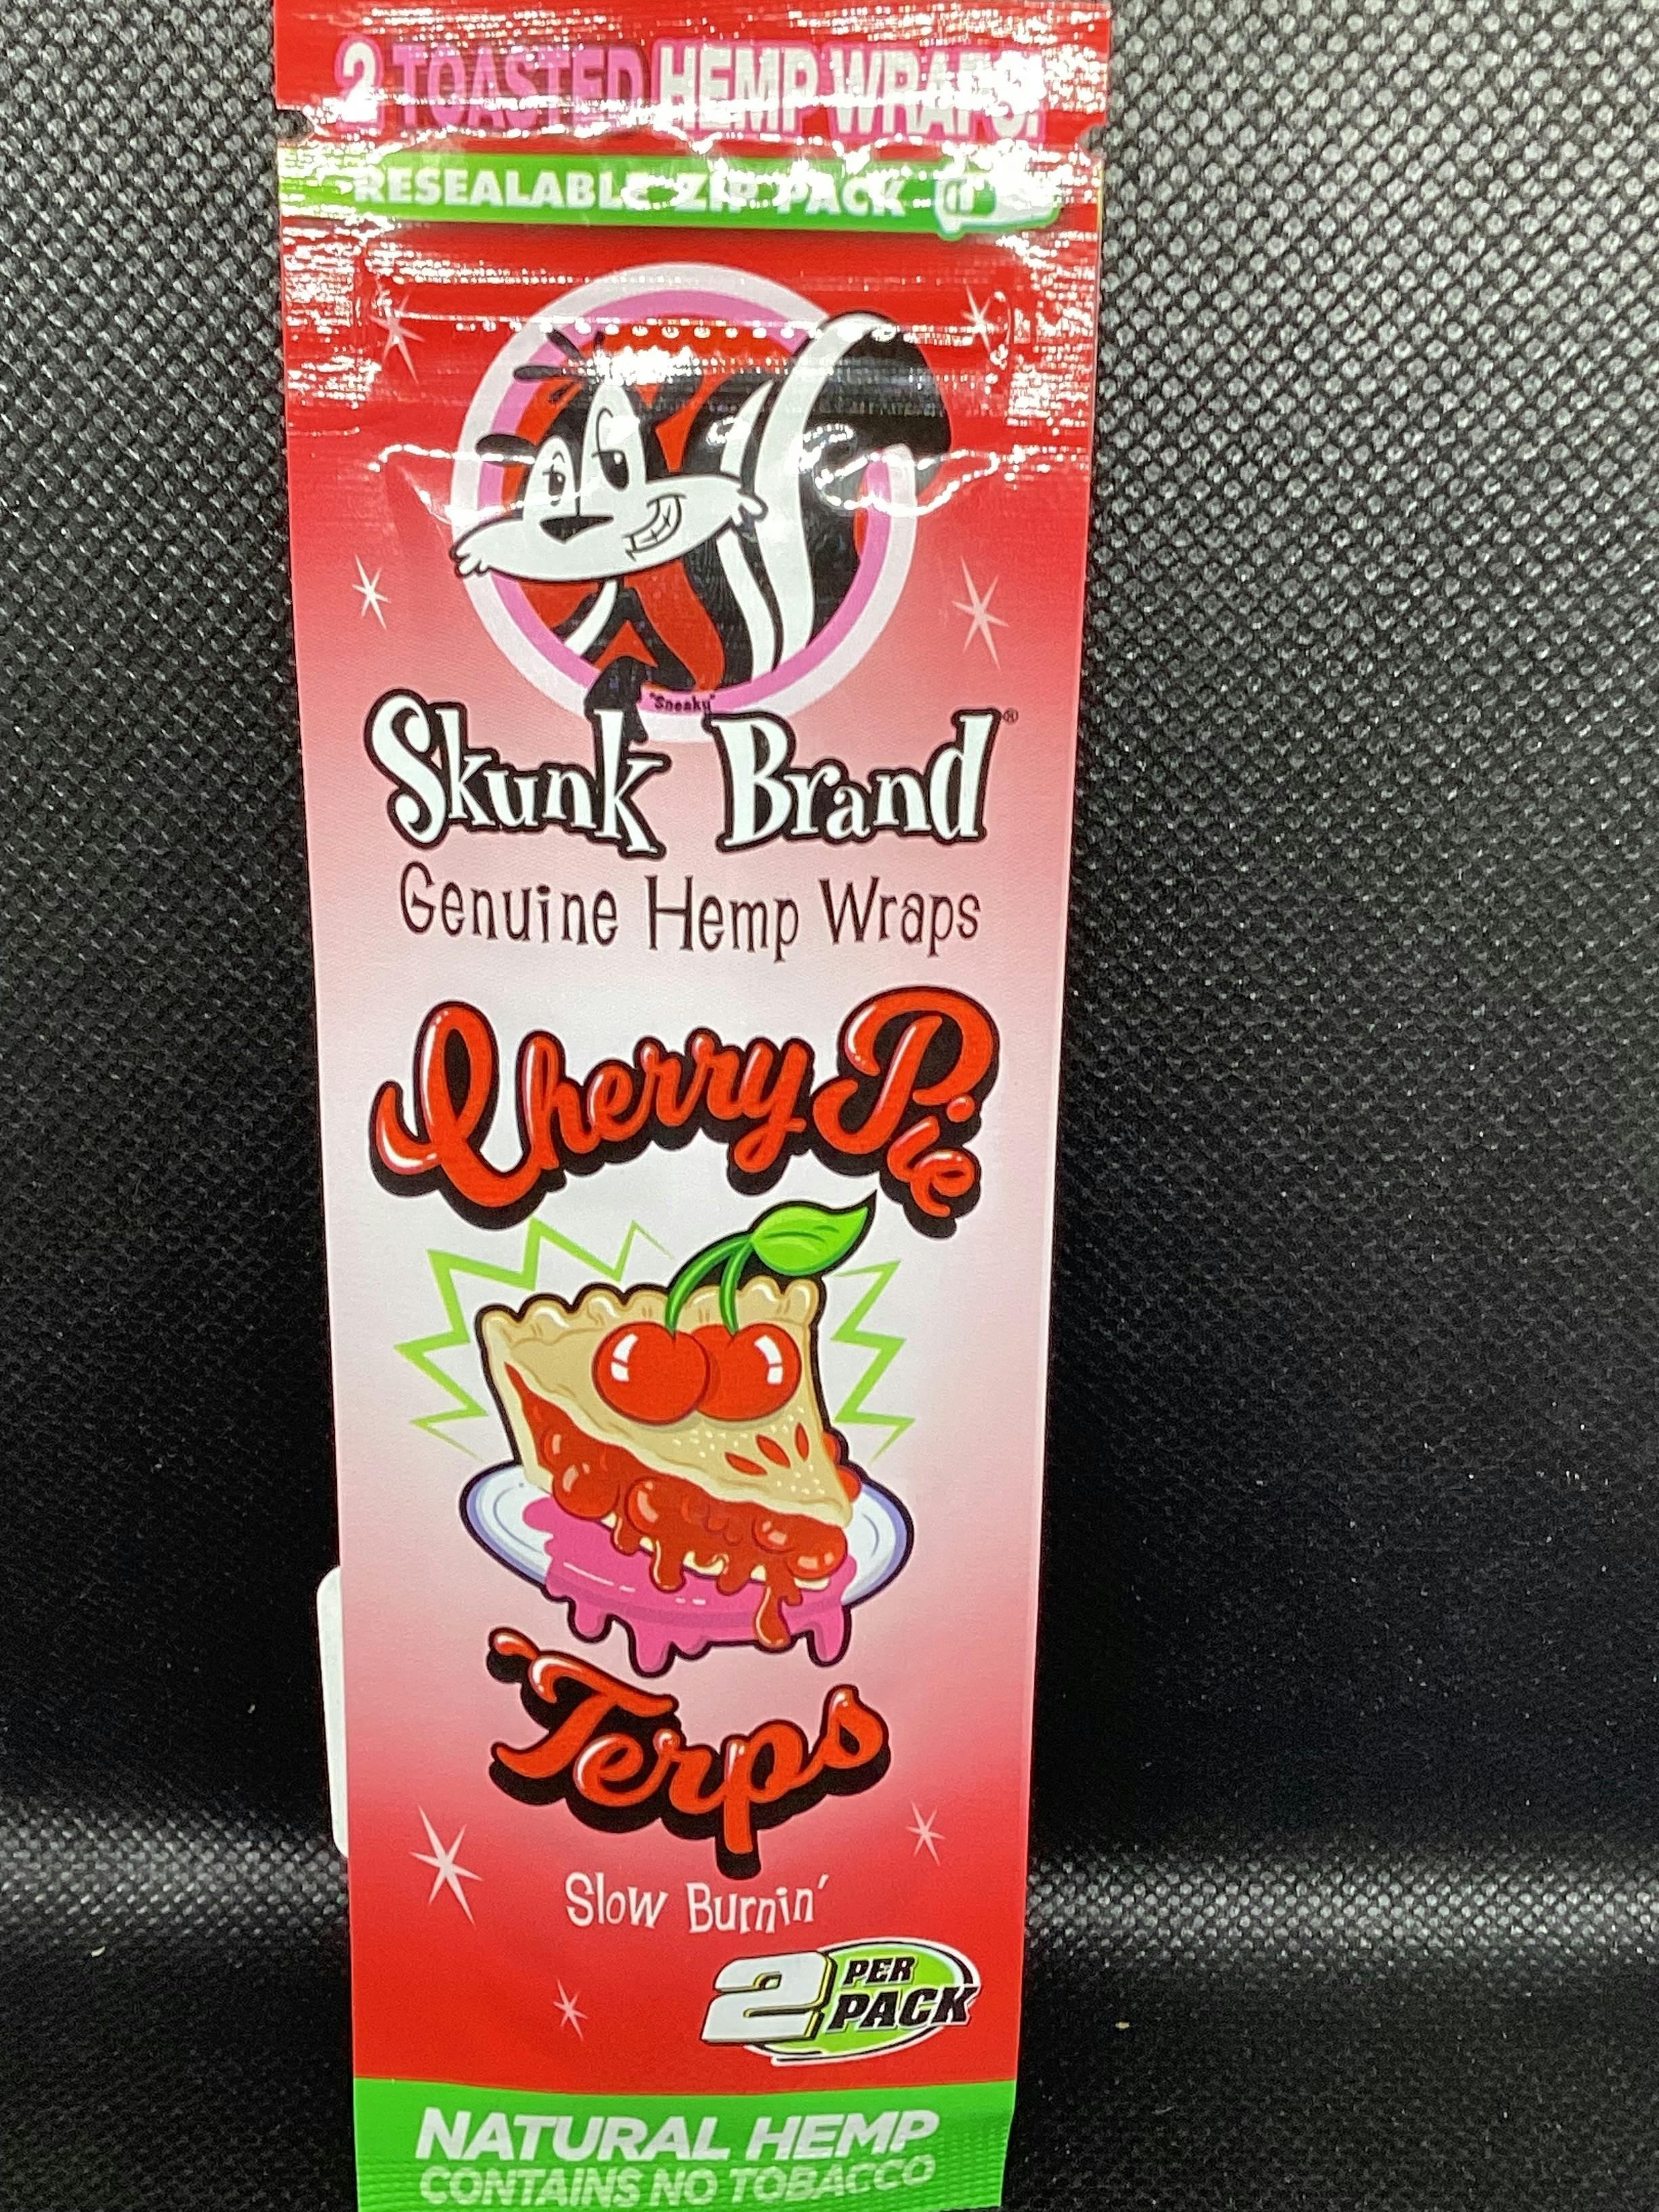 2 TOASTED HEMP WRAPS!
RESEALABLE ZIP PACK
"Sneaky"
Skunk Brand®
Genuine Hemp Wraps
Cherry Pie
Terps
Slow Burnin'
2 PER
PACK
NATURAL HEMP
CONTAINS NO TOBACCO